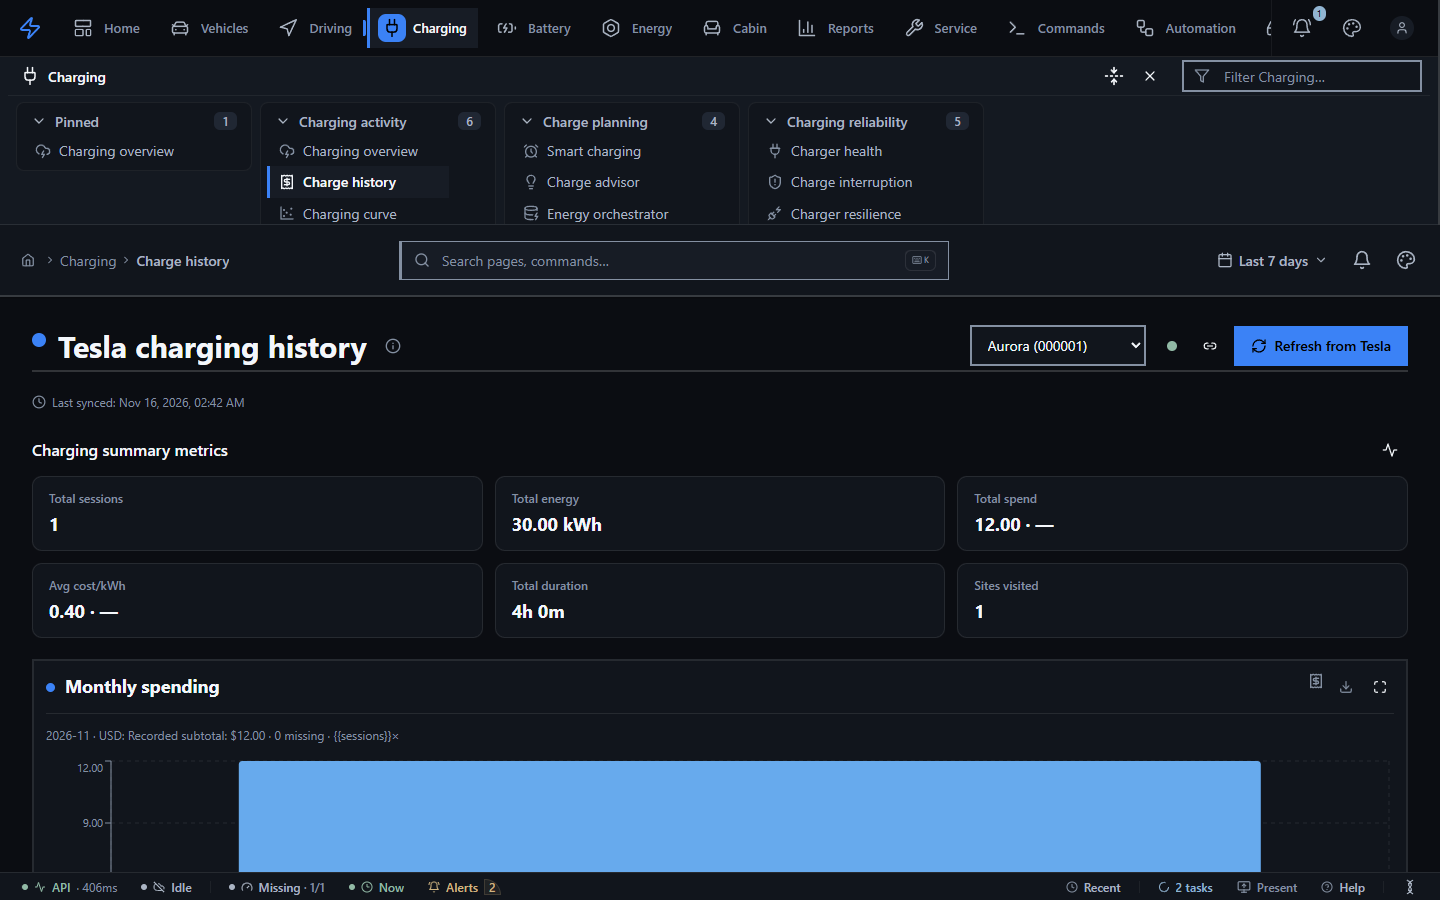 Home
Vehicles
Driving
Charging
Battery
Energy
Cabin
Reports
Service
Commands
Automation
1
Charging
Filter Charging...
Pinned 1
Charging overview
Charging activity 6
Charging overview
Charge history
Charging curve
Charge planning 4
Smart charging
Charge advisor
Energy orchestrator
Charging reliability 5
Charger health
Charge interruption
Charger resilience
Charging
Charge history
Search pages, commands...
K
Last 7 days
Tesla charging history
Aurora (000001)
Refresh from Tesla
Last synced: Nov 16, 2026, 02:42 AM
Charging summary metrics
Total sessions
1
Total energy
30.00 kWh
Total spend
12.00 · —
Avg cost/kWh
0.40 · —
Total duration
4h 0m
Sites visited
1
Monthly spending
2026-11 · USD: Recorded subtotal: $12.00 · 0 missing · {{sessions}}×
12.00
9.00
API · 406ms
Idle
Missing · 1/1
Now
Alerts 2
Recent
2 tasks
Present
Help